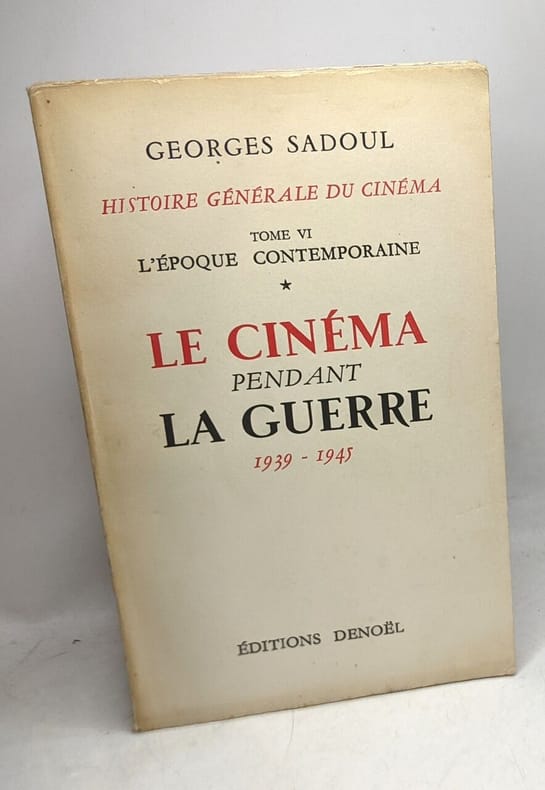 GEORGES SADOUL
HISTOIRE GÉNÉRALE DU CINÉMA
TOME VI
L'ÉPOQUE CONTEMPORAINE
★
LE CINÉMA
PENDANT
LA GUERRE
1939 - 1945
ÉDITIONS DENOËL